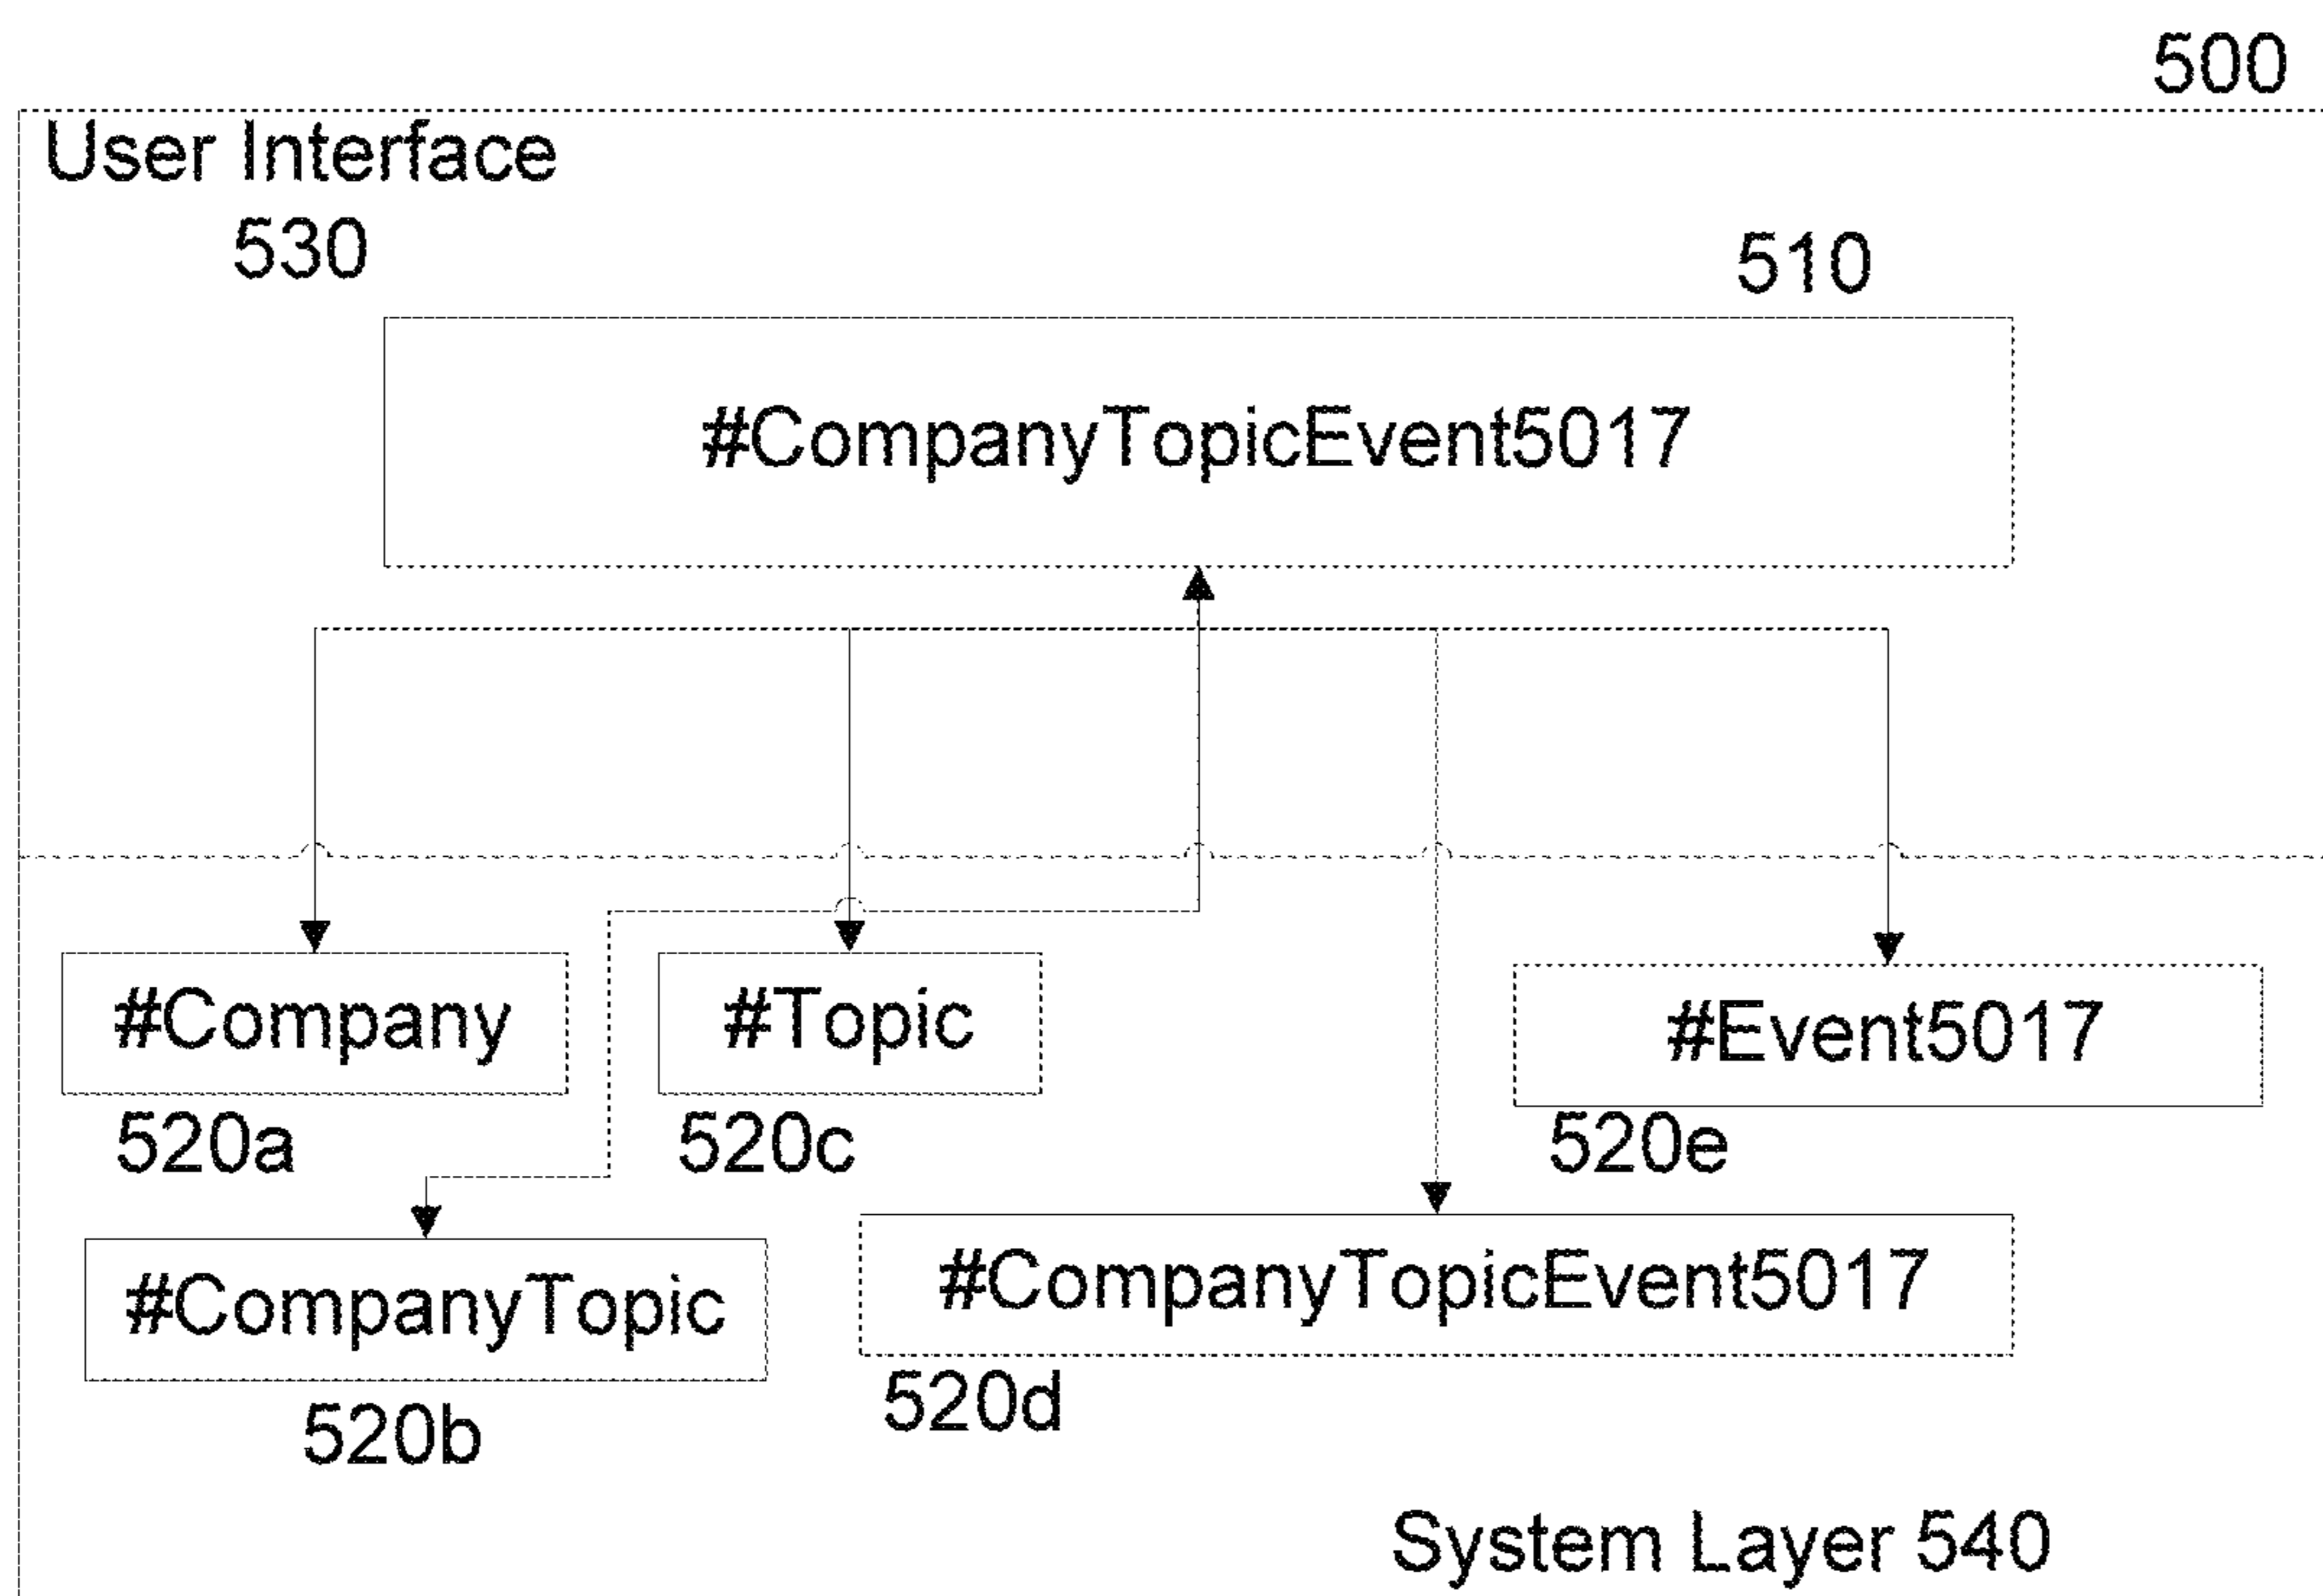 500
User Interface
530
510
#CompanyTopicEvent5017
#Company
#Topic
#Event5017
520a
520c
520e
#CompanyTopic
#CompanyTopicEvent5017
520b
520d
System Layer 540